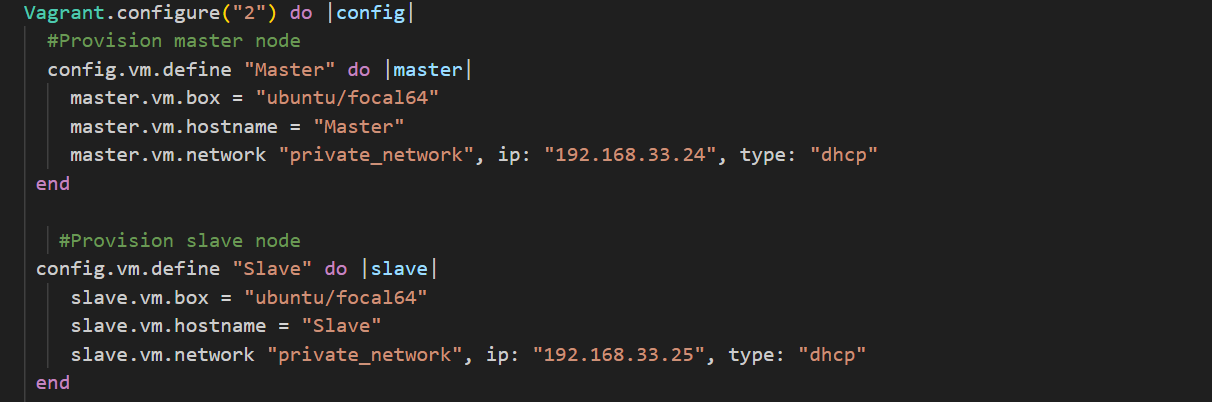 Vagrant.configure("2") do |config|
#Provision master node
config.vm.define "Master" do |master|
master.vm.box = "ubuntu/focal64"
master.vm.hostname = "Master"
master.vm.network "private_network", ip: "192.168.33.24", type: "dhcp"
end
#Provision slave node
config.vm.define "Slave" do |slave|
slave.vm.box = "ubuntu/focal64"
slave.vm.hostname = "Slave"
slave.vm.network "private_network", ip: "192.168.33.25", type: "dhcp"
end